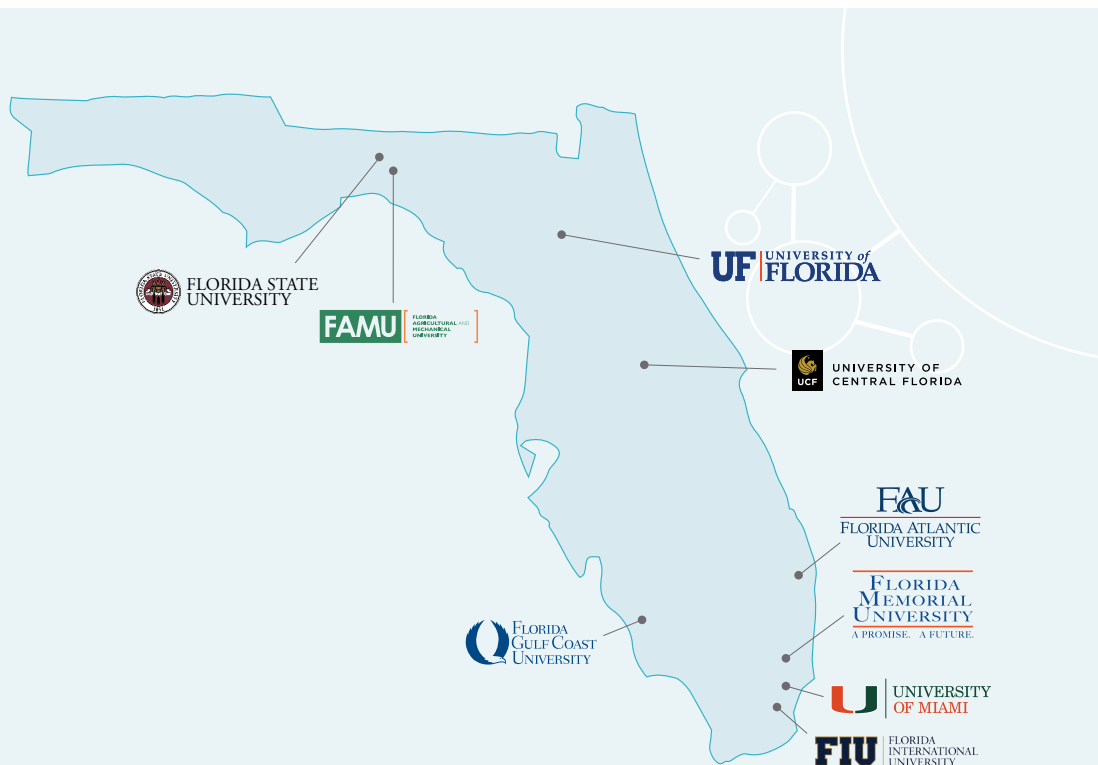 UF UNIVERSITY of
FLORIDA
FLORIDA STATE
UNIVERSITY
FAMU
FLORIDA
AGRICULTURAL AND
MECHANICAL
UNIVERSITY
UCF
UNIVERSITY OF
CENTRAL FLORIDA
FAU
FLORIDA ATLANTIC
UNIVERSITY
FLORIDA
MEMORIAL
UNIVERSITY
A PROMISE. A FUTURE.
FLORIDA
GULF COAST
UNIVERSITY
UNIVERSITY
OF MIAMI
FIU
FLORIDA
INTERNATIONAL
UNIVERSITY